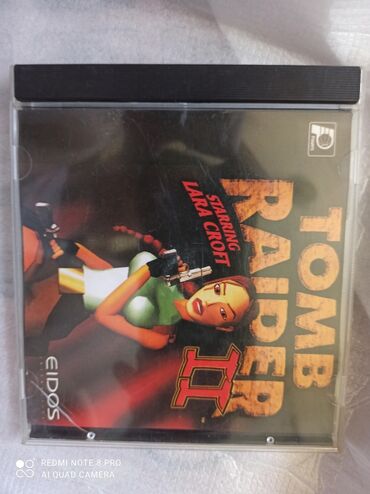 TOMB
RAIDER
II
STARRING
LARA CROFT
EIDOS
REDMI NOTE 8 PRO
AI QUAD CAMERA